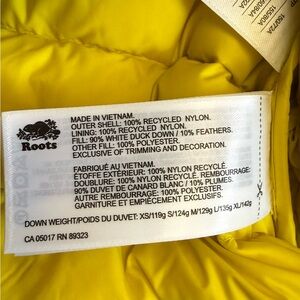 Roots
MADE IN VIETNAM.
OUTER SHELL: 100% RECYCLED NYLON.
LINING: 100% RECYCLED NYLON.
FILL: 90% WHITE DUCK DOWN / 10% FEATHERS.
OTHER FILL: 100% POLYESTER.
EXCLUSIVE OF TRIMMING AND DECORATION.
FABRIQUÉ AU VIETNAM.
ÉTOFFE EXTÉRIEUR: 100% NYLON RECYCLÉ.
DOUBLURE: 100% NYLON RECYCLÉ. REMBOURRAGE:
90% DUVET DE CANARD BLANC / 10% PLUMES.
AUTRE REMBOURRAGE: 100% POLYESTER.
GARNITURE ET EMPIÈCEMENT EXCLUSIFS.
DOWN WEIGHT/POIDS DU DUVET: XS/119g S/124g M/129g L/135g XL/142g
CA 05017 RN 89323